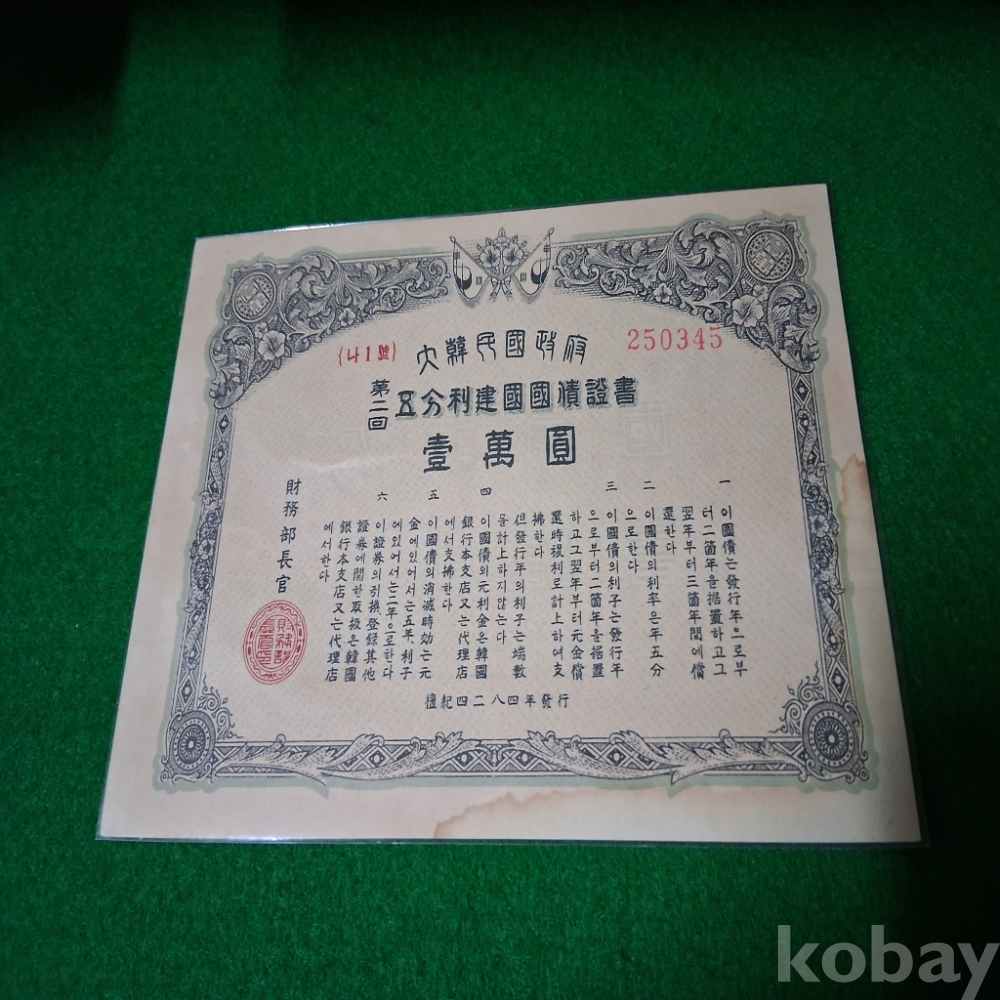 (41號)
大韓民國政府
250345
第二回
五分利建國國債證書
壹萬圓
一 이國債는發行年으로부
터二箇年을据置하고그
翌年부터三箇年間에償
還한다
二 이國債의利率은年五分
으로한다
三 이國債의利子는發行年
으로부터二箇年을据置
하고그翌年부터元金償
還時複利로計上하여支
拂한다
但發行年의利子는端數
를計上하지않는다
四 이國債의元利金은韓國
銀行本支店又는代理店
에서支拂한다
五 이國債의消滅時効는元
金에있어서는五年、利子
에있어서는二年으로한다
六 이證券의引換登錄其他
證券에關한取扱은韓國
銀行本支店又는代理店
에서한다
財務部長官
檀紀四二八四年發行
kobay